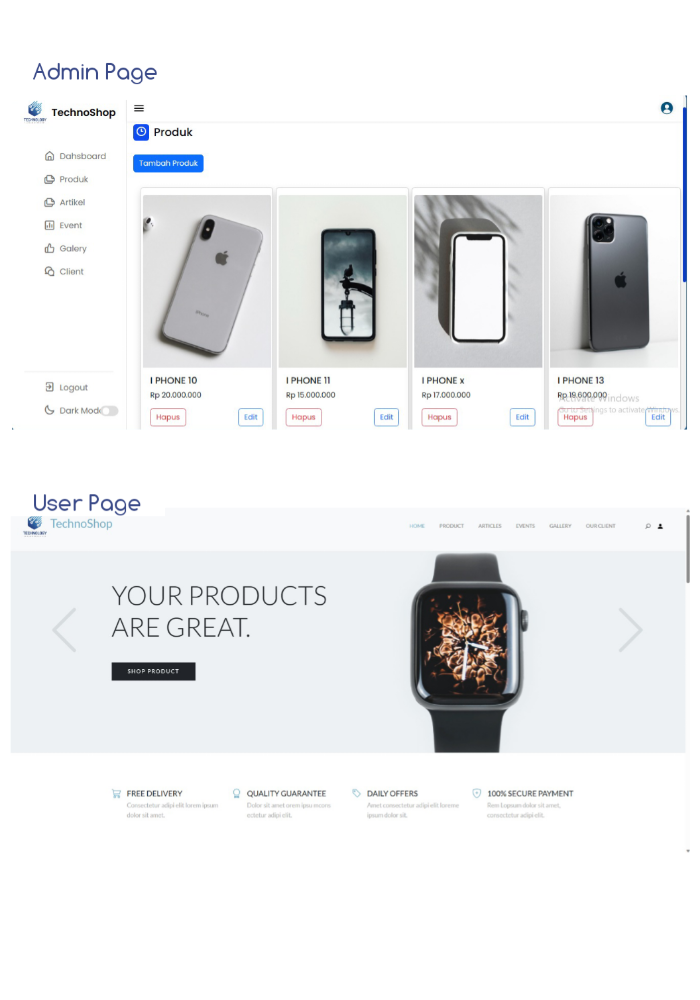 Admin Page
TECHNOLOGY
TechnoShop
Produk
Tambah Produk
Dahsboard
Produk
Artikel
Event
Galery
Client
Logout
Dark Mode
iPhone
I PHONE 10
Rp 20.000.000
Hapus
Edit
I PHONE 11
Rp 15.000.000
Hapus
Edit
I PHONE x
Rp 17.000.000
Hapus
Edit
I PHONE 13
Rp 19.600.000
Hapus
Edit
Activate Windows
Go to Settings to activate Windows.
User Page
TECHNOLOGY
TechnoShop
HOME PRODUCT ARTICLES EVENTS GALLERY OUR CLIENT
YOUR PRODUCTS
ARE GREAT.
SHOP PRODUCT
FREE DELIVERY
Consectetur adipi elit lorem ipsum
dolor sit amet.
QUALITY GUARANTEE
Dolor sit amet orem ipsu mcons
ectetur adipi elit.
DAILY OFFERS
Amet consectetur adipi elit loreme
ipsum dolor sit.
100% SECURE PAYMENT
Rem Lopsum dolor sit amet,
consectetur adipi elit.